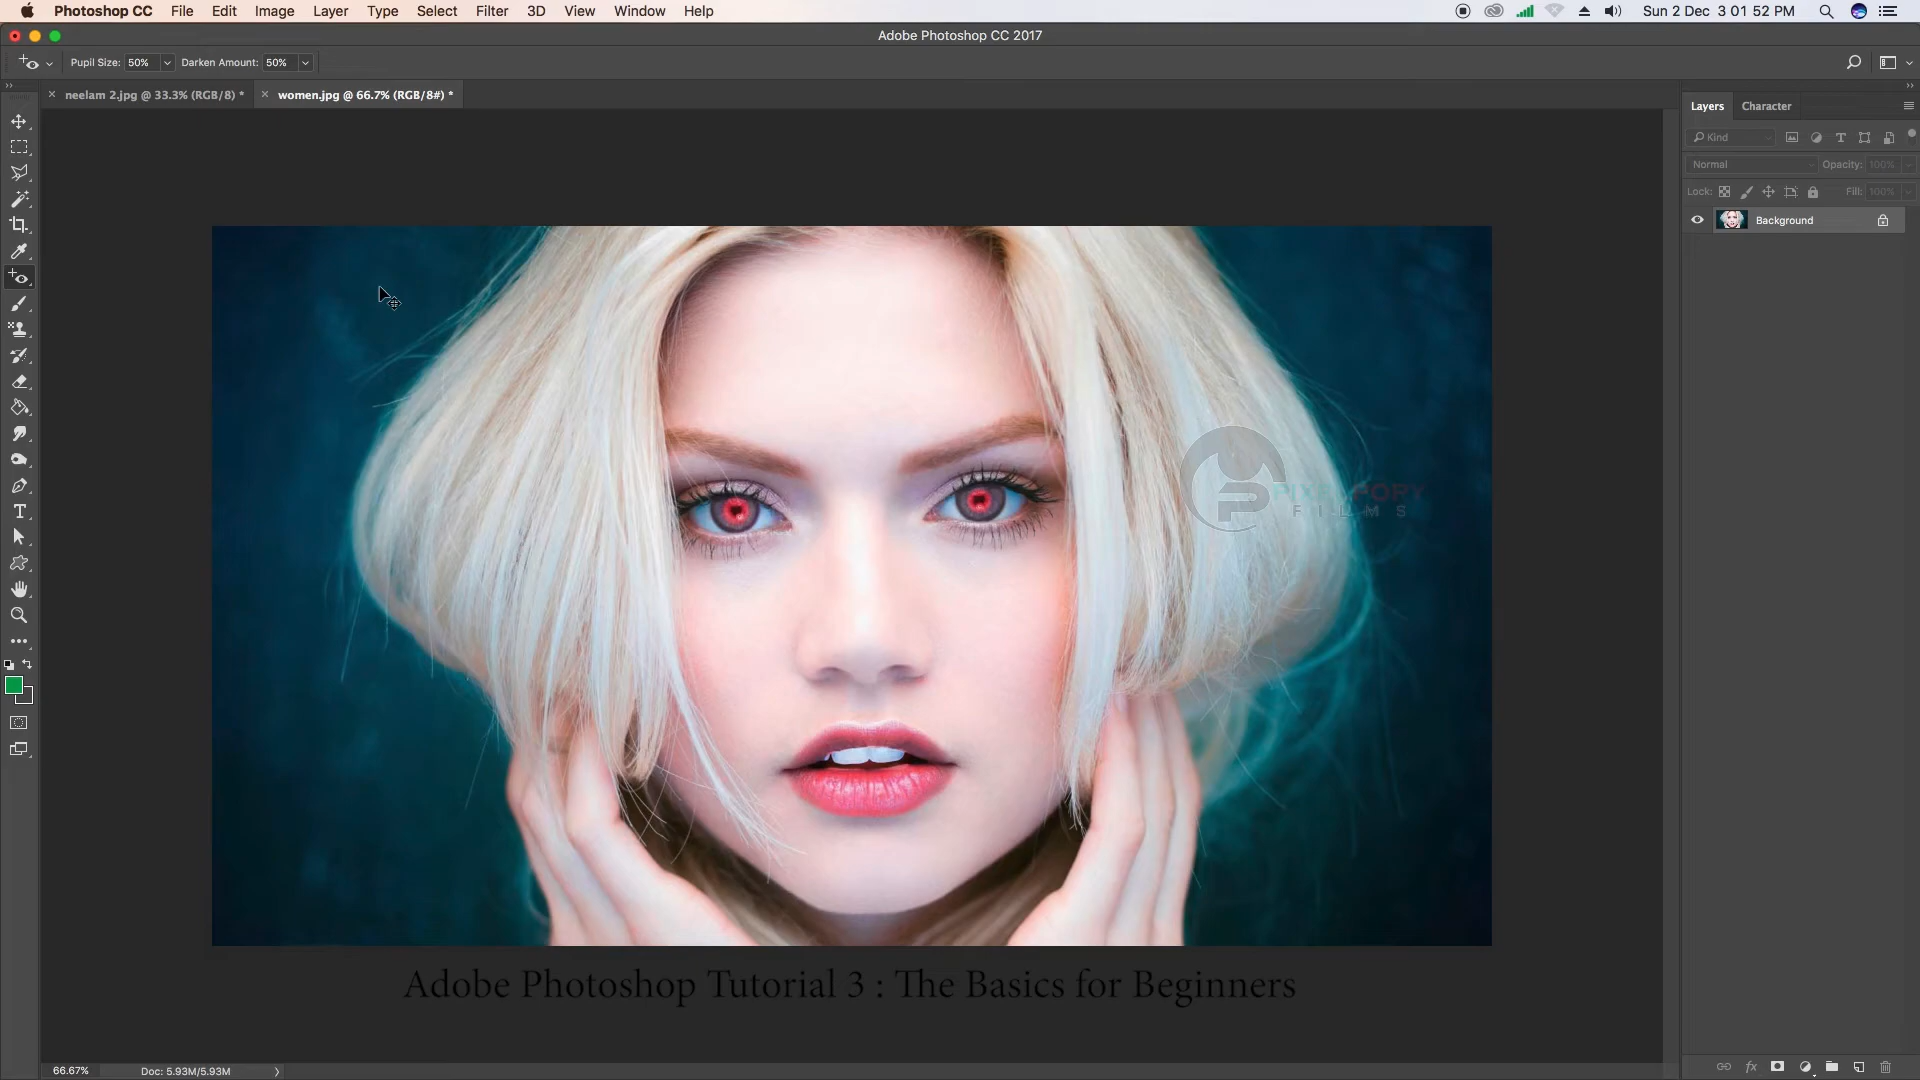 Photoshop CC File Edit Image Layer Type Select Filter 3D View Window Help Sun 2 Dec 3 01 52 PM
Adobe Photoshop CC 2017
Pupil Size: 50% Darken Amount: 50%
neelam 2.jpg @ 33.3% (RGB/8) * women.jpg @ 66.7% (RGB/8#) *
Layers Character
Kind
Normal Opacity: 100%
Lock: Fill: 100%
Background
FILMS
Adobe Photoshop Tutorial 3 : The Basics for Beginners
66.67% Doc: 5.93M/5.93M